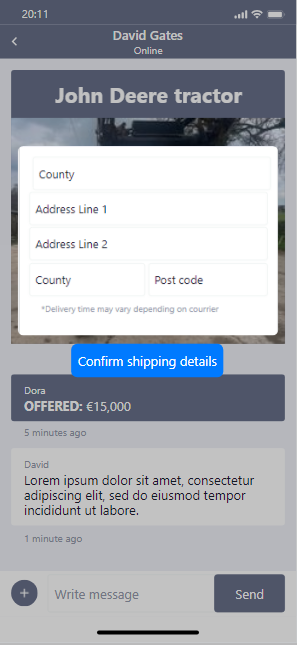 20:11
David Gates
Online
John Deere tractor
County
Address Line 1
Address Line 2
County Post code
*Delivery time may vary depending on courrier
Confirm shipping details
Dora
OFFERED: €15,000
5 minutes ago
David
Lorem ipsum dolor sit amet, consectetur
adipiscing elit, sed do eiusmod tempor
incididunt ut labore.
1 minute ago
Write message Send